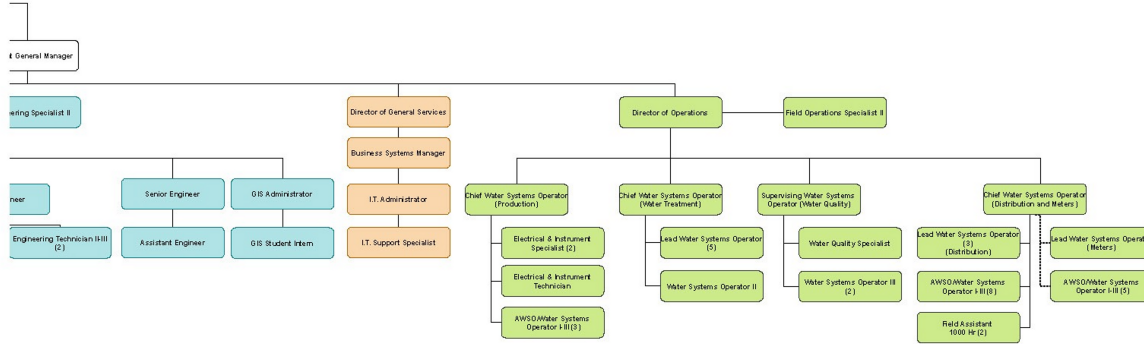 t General Manager
ering Specialist II
Director of General Services
Director of Operations
Field Operations Specialist II
Business Systems Manager
neer
Senior Engineer
GIS Administrator
I.T. Administrator
Chief Water Systems Operator
(Production)
Chief Water Systems Operator
(Water Treatment)
Supervising Water Systems
Operator (Water Quality)
Chief Water Systems Operator
(Distribution and Meters)
Engineering Technician II-III
(2)
Assistant Engineer
GIS Student Intern
I.T. Support Specialist
Electrical & Instrument
Specialist (2)
Lead Water Systems Operator
(5)
Water Quality Specialist
Lead Water Systems Operator
(3)
(Distribution)
Lead Water Systems Operat
(Meters)
Electrical & Instrument
Technician
Water Systems Operator II
Water Systems Operator III
(2)
AWSO/Water Systems
Operator I-III (8)
AWSO/Water Systems
Operator I-III (5)
AWSO/Water Systems
Operator I-III (3)
Field Assistant
1000 Hr (2)